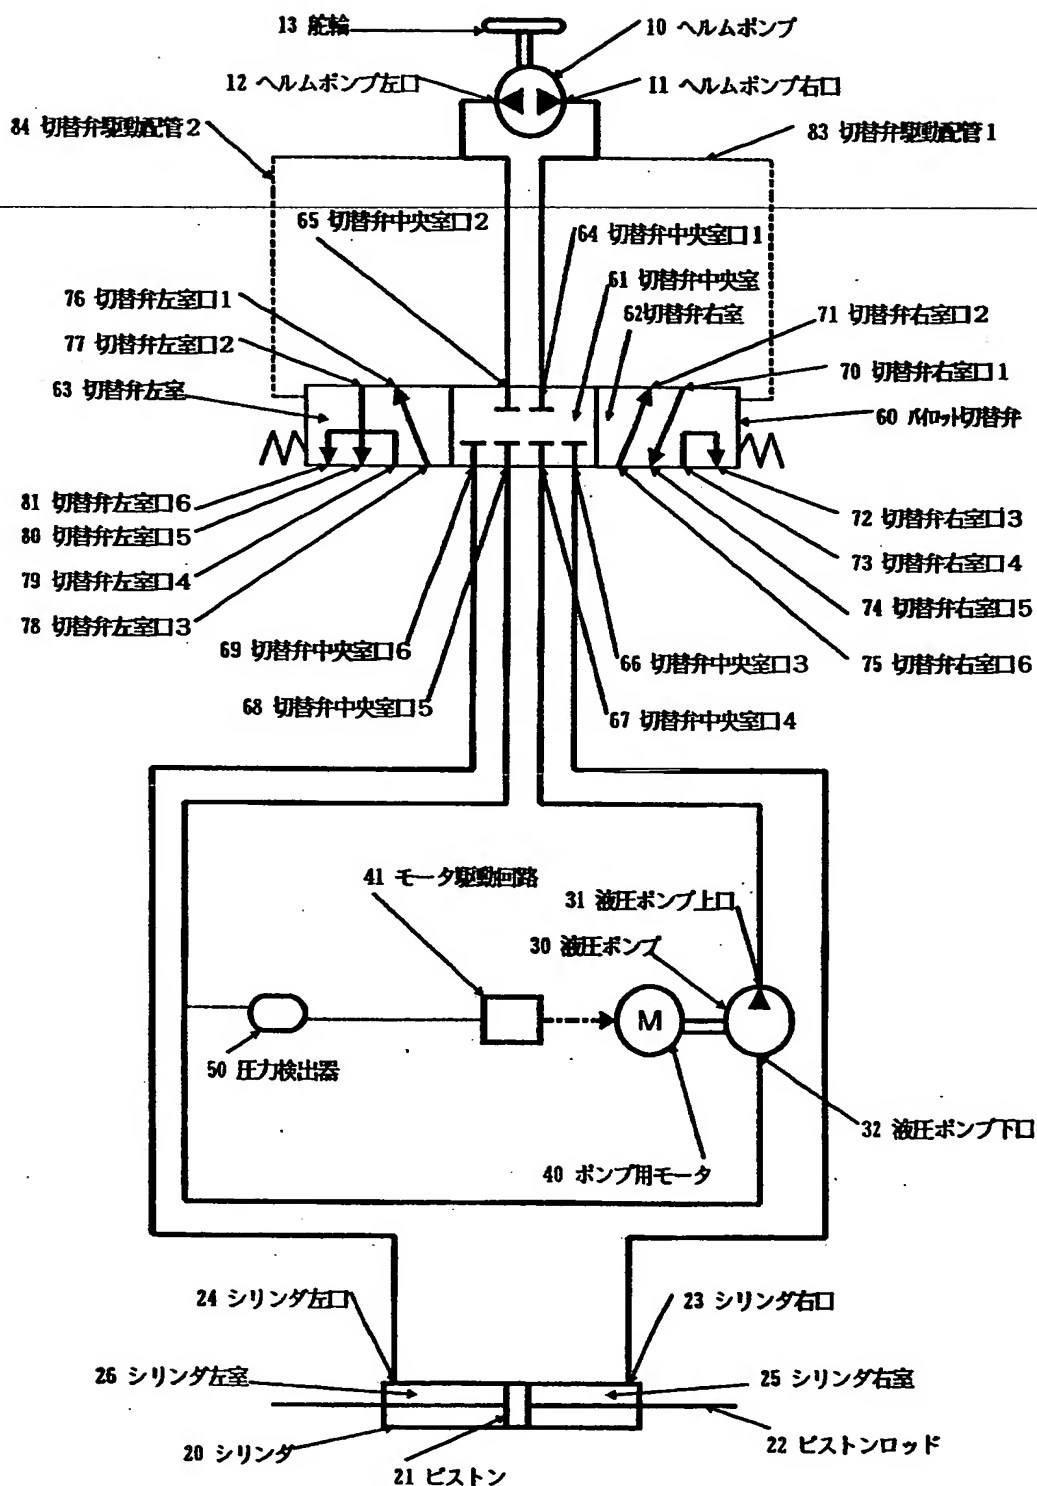 13 舵輪
10 ヘルムポンプ
12 ヘルムポンプ左口
11 ヘルムポンプ右口
84 切替弁駆動配管2
83 切替弁駆動配管1
65 切替弁中央室口2
64 切替弁中央室口1
61 切替弁中央室
62切替弁右室
76 切替弁左室口1
71 切替弁右室口2
77 切替弁左室口2
70 切替弁右室口1
63 切替弁左室
60 パイロット切替弁
81 切替弁左室口6
72 切替弁右室口3
80 切替弁左室口5
73 切替弁右室口4
79 切替弁左室口4
74 切替弁右室口5
78 切替弁左室口3
75 切替弁右室口6
69 切替弁中央室口6
66 切替弁中央室口3
68 切替弁中央室口5
67 切替弁中央室口4
41 モータ駆動回路
31 液圧ポンプ上口
30 液圧ポンプ
M
50 圧力検出器
32 液圧ポンプ下口
40 ポンプ用モータ
24 シリンダ左口
23 シリンダ右口
26 シリンダ左室
25 シリンダ右室
20 シリンダ
21 ピストン
22 ピストンロッド